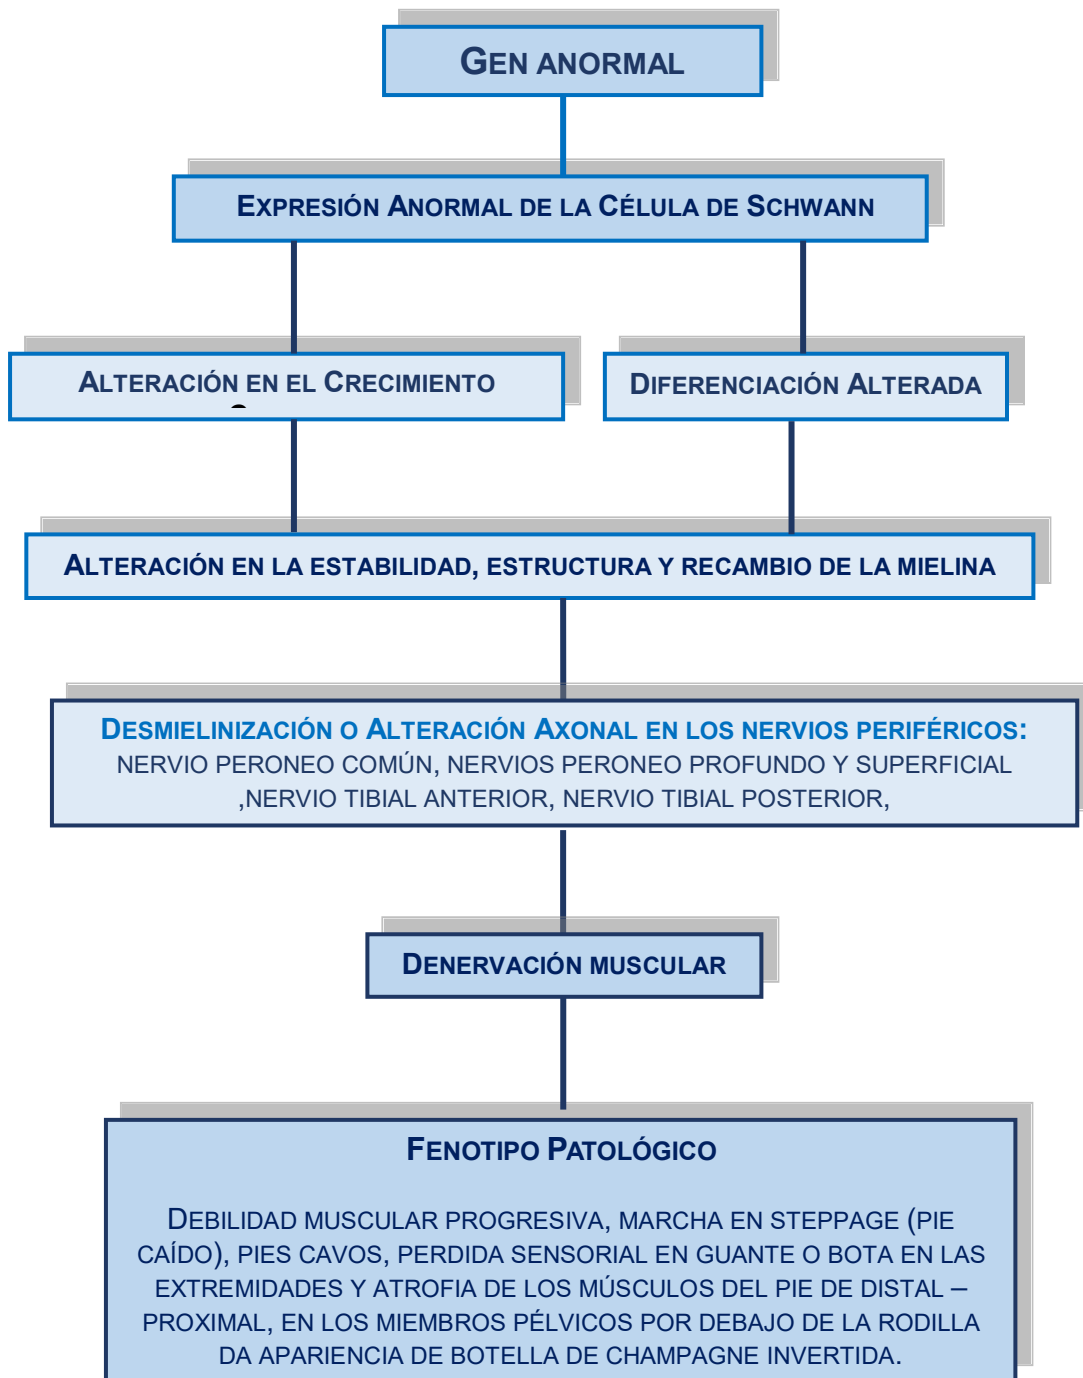 GEN ANORMAL
EXPRESIÓN ANORMAL DE LA CÉLULA DE SCHWANN
ALTERACIÓN EN EL CRECIMIENTO
DIFERENCIACIÓN ALTERADA
ALTERACIÓN EN LA ESTABILIDAD, ESTRUCTURA Y RECAMBIO DE LA MIELINA
DESMIELINIZACIÓN O ALTERACIÓN AXONAL EN LOS NERVIOS PERIFÉRICOS:
NERVIO PERONEO COMÚN, NERVIOS PERONEO PROFUNDO Y SUPERFICIAL
,NERVIO TIBIAL ANTERIOR, NERVIO TIBIAL POSTERIOR,
DENERVACIÓN MUSCULAR
FENOTIPO PATOLÓGICO
DEBILIDAD MUSCULAR PROGRESIVA, MARCHA EN STEPPAGE (PIE
CAÍDO), PIES CAVOS, PERDIDA SENSORIAL EN GUANTE O BOTA EN LAS
EXTREMIDADES Y ATROFIA DE LOS MÚSCULOS DEL PIE DE DISTAL –
PROXIMAL, EN LOS MIEMBROS PÉLVICOS POR DEBAJO DE LA RODILLA
DA APARIENCIA DE BOTELLA DE CHAMPAGNE INVERTIDA.